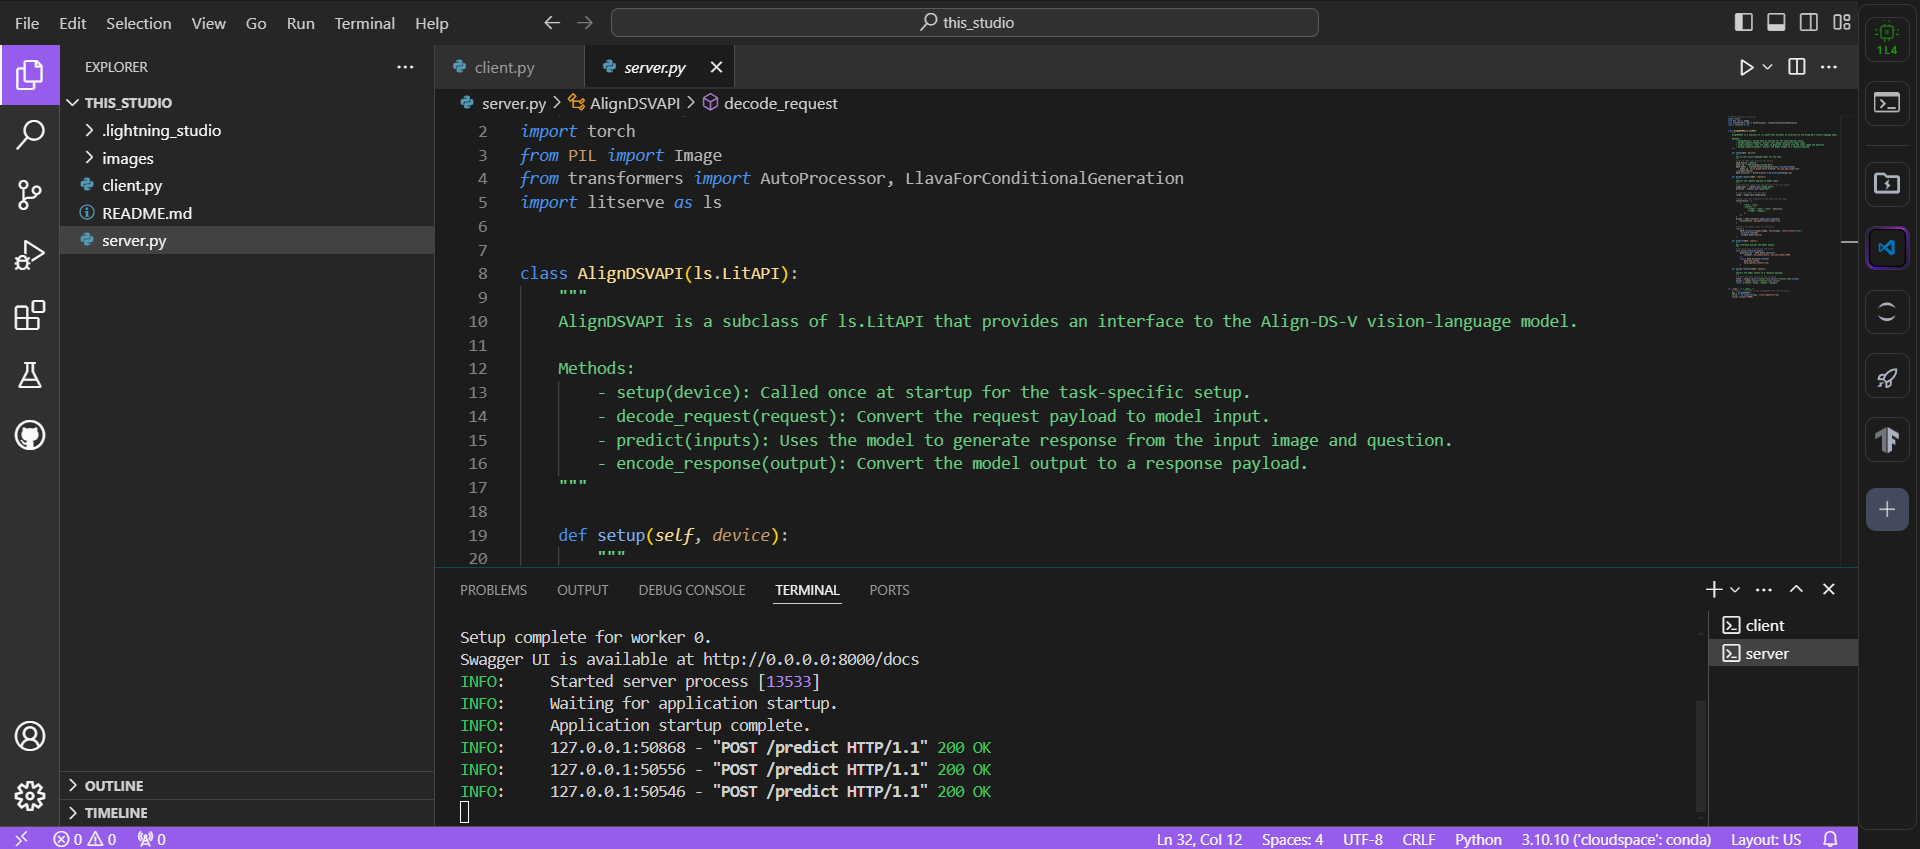 File Edit Selection View Go Run Terminal Help
this_studio
1 L4
EXPLORER
THIS_STUDIO
.lightning_studio
images
client.py
README.md
server.py
OUTLINE
TIMELINE
client.py
server.py
server.py > AlignDSVAPI > decode_request
2 import torch
3 from PIL import Image
4 from transformers import AutoProcessor, LlavaForConditionalGeneration
5 import litserve as ls
6
7
8 class AlignDSVAPI(ls.LitAPI):
9 """
10 AlignDSVAPI is a subclass of ls.LitAPI that provides an interface to the Align-DS-V vision-language model.
11
12 Methods:
13 - setup(device): Called once at startup for the task-specific setup.
14 - decode_request(request): Convert the request payload to model input.
15 - predict(inputs): Uses the model to generate response from the input image and question.
16 - encode_response(output): Convert the model output to a response payload.
17 """
18
19 def setup(self, device):
20 """
PROBLEMS OUTPUT DEBUG CONSOLE TERMINAL PORTS
Setup complete for worker 0.
Swagger UI is available at http://0.0.0.0:8000/docs
INFO: Started server process [13533]
INFO: Waiting for application startup.
INFO: Application startup complete.
INFO: 127.0.0.1:50868 - "POST /predict HTTP/1.1" 200 OK
INFO: 127.0.0.1:50556 - "POST /predict HTTP/1.1" 200 OK
INFO: 127.0.0.1:50546 - "POST /predict HTTP/1.1" 200 OK
client
server
0 0 0 Ln 32, Col 12 Spaces: 4 UTF-8 CRLF Python 3.10.10 ('cloudspace': conda) Layout: US